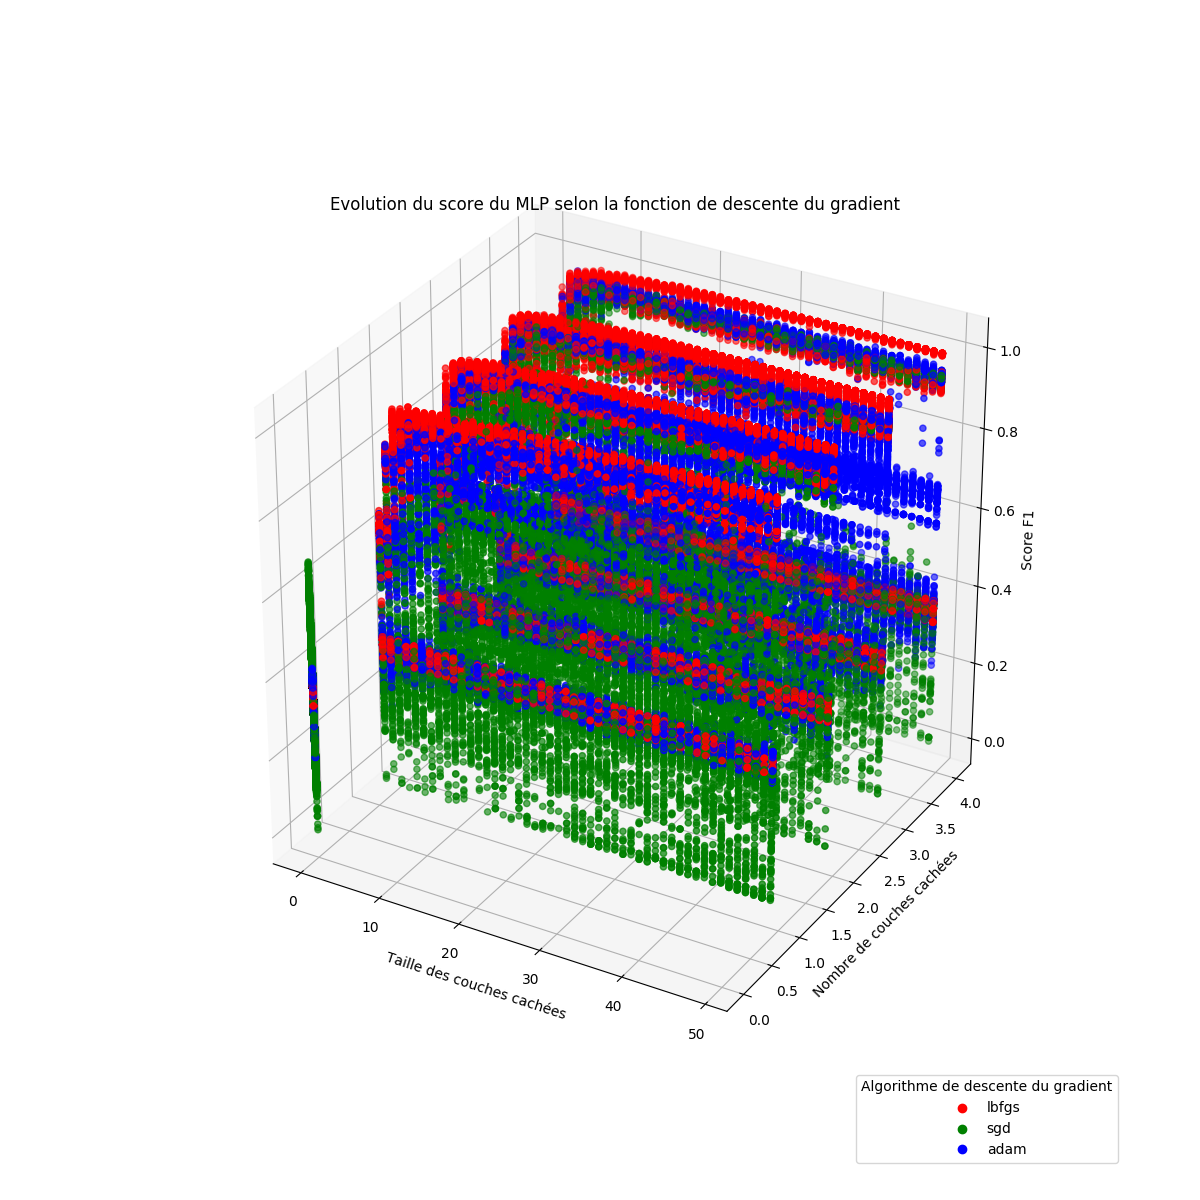 Evolution du score du MLP selon la fonction de descente du gradient
1.0
0.8
0.6
0.4
0.2
0.0
Score F1
0
10
20
30
40
50
Taille des couches cachées
0.0
0.5
1.0
1.5
2.0
2.5
3.0
3.5
4.0
Nombre de couches cachées
Algorithme de descente du gradient
lbfgs
sgd
adam